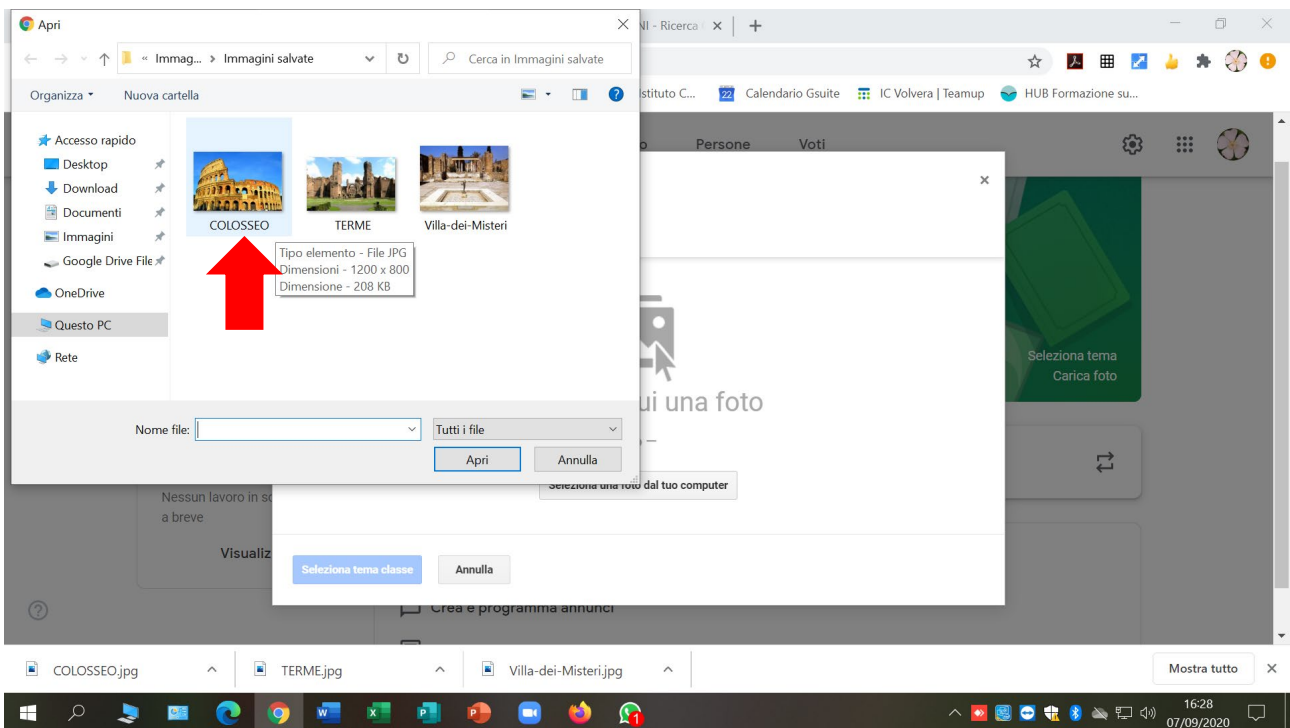 Apri
NI - Ricerca
« Immag... › Immagini salvate
Cerca in Immagini salvate
Organizza
Nuova cartella
stituto C...
22
Calendario Gsuite
IC Volvera | Teamup
HUB Formazione su...
Accesso rapido
Desktop
Download
Documenti
Immagini
Google Drive File
OneDrive
Questo PC
Rete
COLOSSEO
TERME
Villa-dei-Misteri
Tipo elemento - File JPG
Dimensioni - 1200 x 800
Dimensione - 208 KB
Persone
Voti
Seleziona tema
Carica foto
ui una foto
Nome file:
Tutti i file
Apri
Annulla
Seleziona una foto dal tuo computer
Nessun lavoro in sc
a breve
Visualiz
Seleziona tema classe
Annulla
Crea e programma annunci
COLOSSEO.jpg
TERME.jpg
Villa-dei-Misteri.jpg
Mostra tutto
1
16:28
07/09/2020